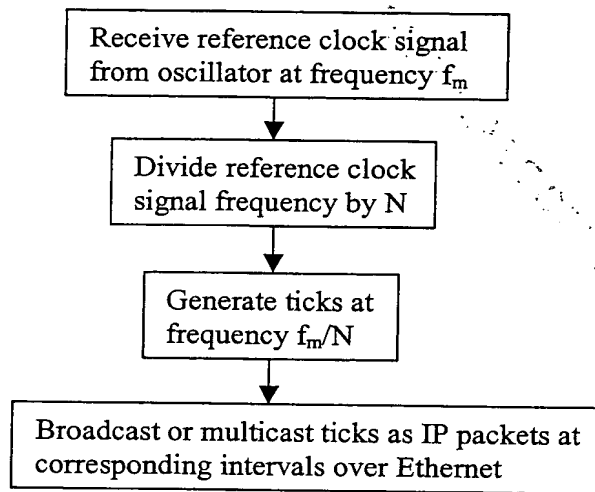 Receive reference clock signal
from oscillator at frequency fₘ
Divide reference clock
signal frequency by N
Generate ticks at
frequency fₘ/N
Broadcast or multicast ticks as IP packets at
corresponding intervals over Ethernet